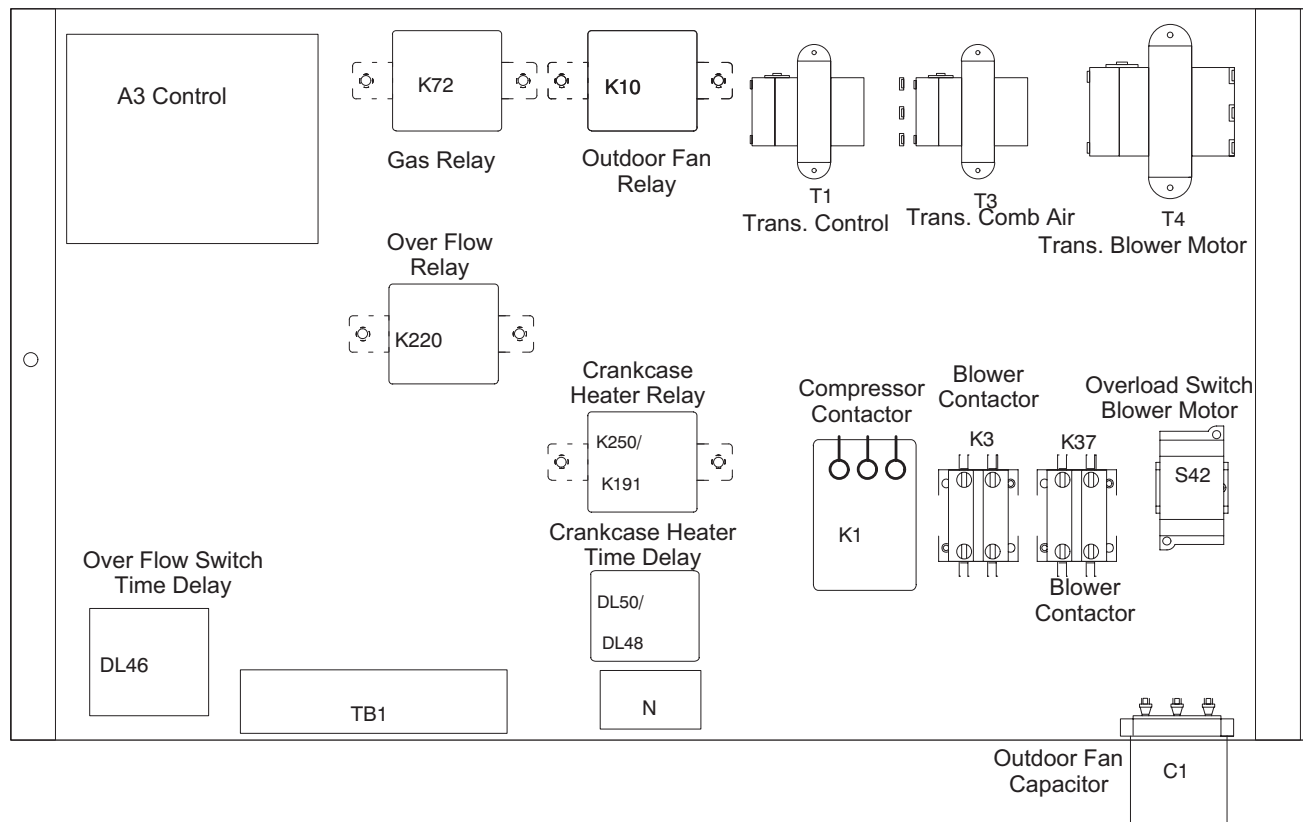 A3 Control
K72
Gas Relay
K10
Outdoor Fan
Relay
T1
Trans. Control
T3
Trans. Comb Air
T4
Trans. Blower Motor
Over Flow
Relay
K220
Crankcase
Heater Relay
K250/
K191
Compressor
Contactor
K1
Blower
Contactor
K3
K37
Blower
Contactor
Overload Switch
Blower Motor
S42
Crankcase Heater
Time Delay
DL50/
DL48
Over Flow Switch
Time Delay
DL46
TB1
N
Outdoor Fan
Capacitor
C1